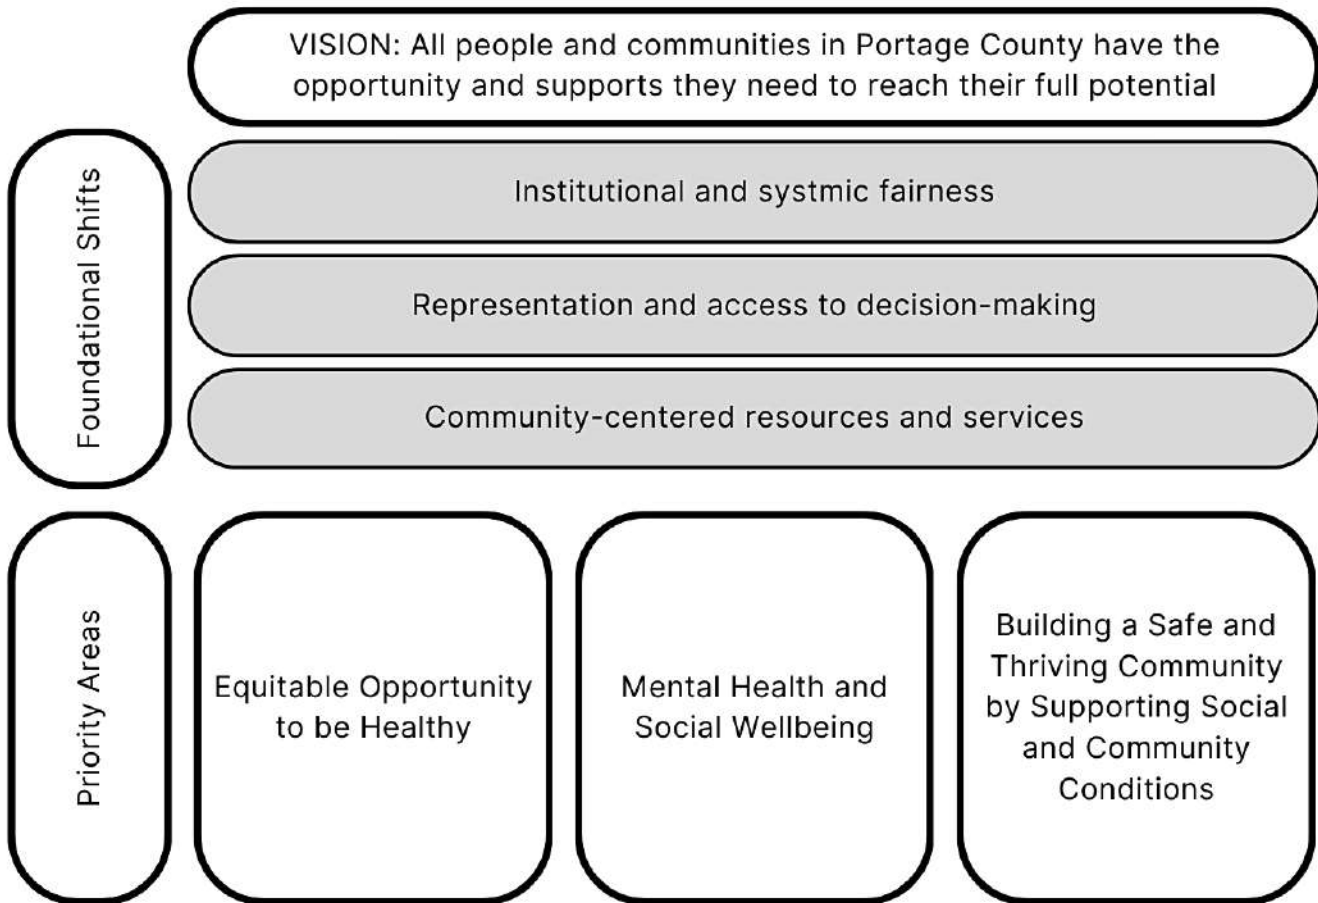 VISION: All people and communities in Portage County have the
opportunity and supports they need to reach their full potential
Foundational Shifts
Institutional and systmic fairness
Representation and access to decision-making
Community-centered resources and services
Priority Areas
Equitable Opportunity
to be Healthy
Mental Health and
Social Wellbeing
Building a Safe and
Thriving Community
by Supporting Social
and Community
Conditions